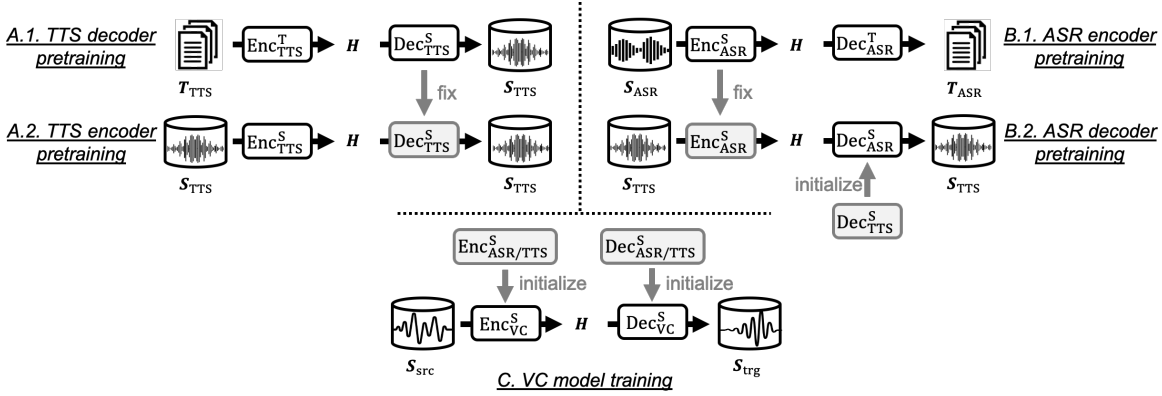 A.1. TTS decoder
pretraining
Enc^T_TTS
H
Dec^S_TTS
T_TTS
S_TTS
fix
A.2. TTS encoder
pretraining
Enc^S_TTS
H
Dec^S_TTS
S_TTS
S_TTS
Enc^S_ASR
H
Dec^T_ASR
B.1. ASR encoder
pretraining
S_ASR
T_ASR
fix
Enc^S_ASR
H
Dec^S_ASR
B.2. ASR decoder
pretraining
S_TTS
S_TTS
initialize
Dec^S_TTS
Enc^S_ASR/TTS
Dec^S_ASR/TTS
initialize
initialize
Enc^S_VC
H
Dec^S_VC
S_src
S_trg
C. VC model training